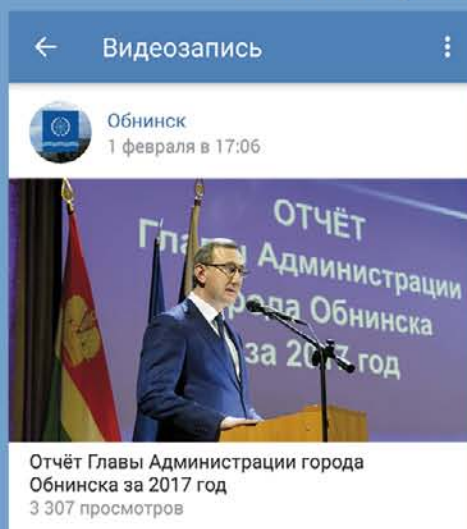 Видеозапись
Обнинск
1 февраля в 17:06
ОТЧЁТ
Главы Администрации
города Обнинска
за 2017 год
Отчёт Главы Администрации города
Обнинска за 2017 год
3 307 просмотров